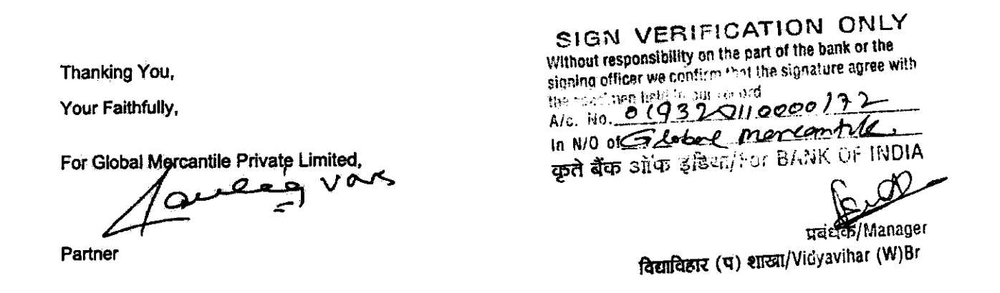 Thanking You,
Your Faithfully,
For Global Mercantile Private Limited,
Partner
SIGN VERIFICATION ONLY
Without responsibility on the part of the bank or the
signing officer we confirm that the signature agree with
the specimen held in our record
A/c. No. 019320110000172
In N/O of Global Mercantile.
कृते बैंक ऑफ इंडिया/For BANK OF INDIA
प्रबंधक/Manager
विद्याविहार (प) शाखा/Vidyavihar (W)Br